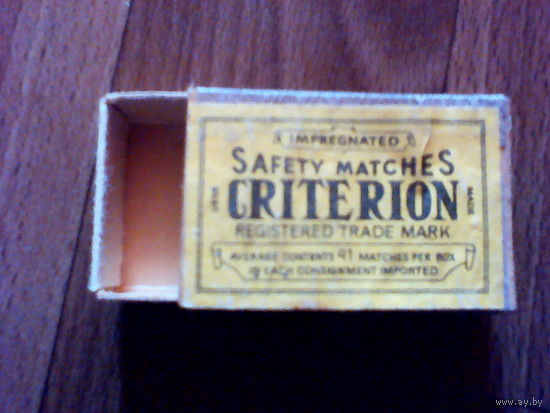 IMPREGNATED
SAFETY MATCHES
CRITERION
MADE
REGISTERED TRADE MARK
AVERAGE CONTENTS 41 MATCHES PER BOX
IN EACH CONSIGNMENT IMPORTED
www.ay.by